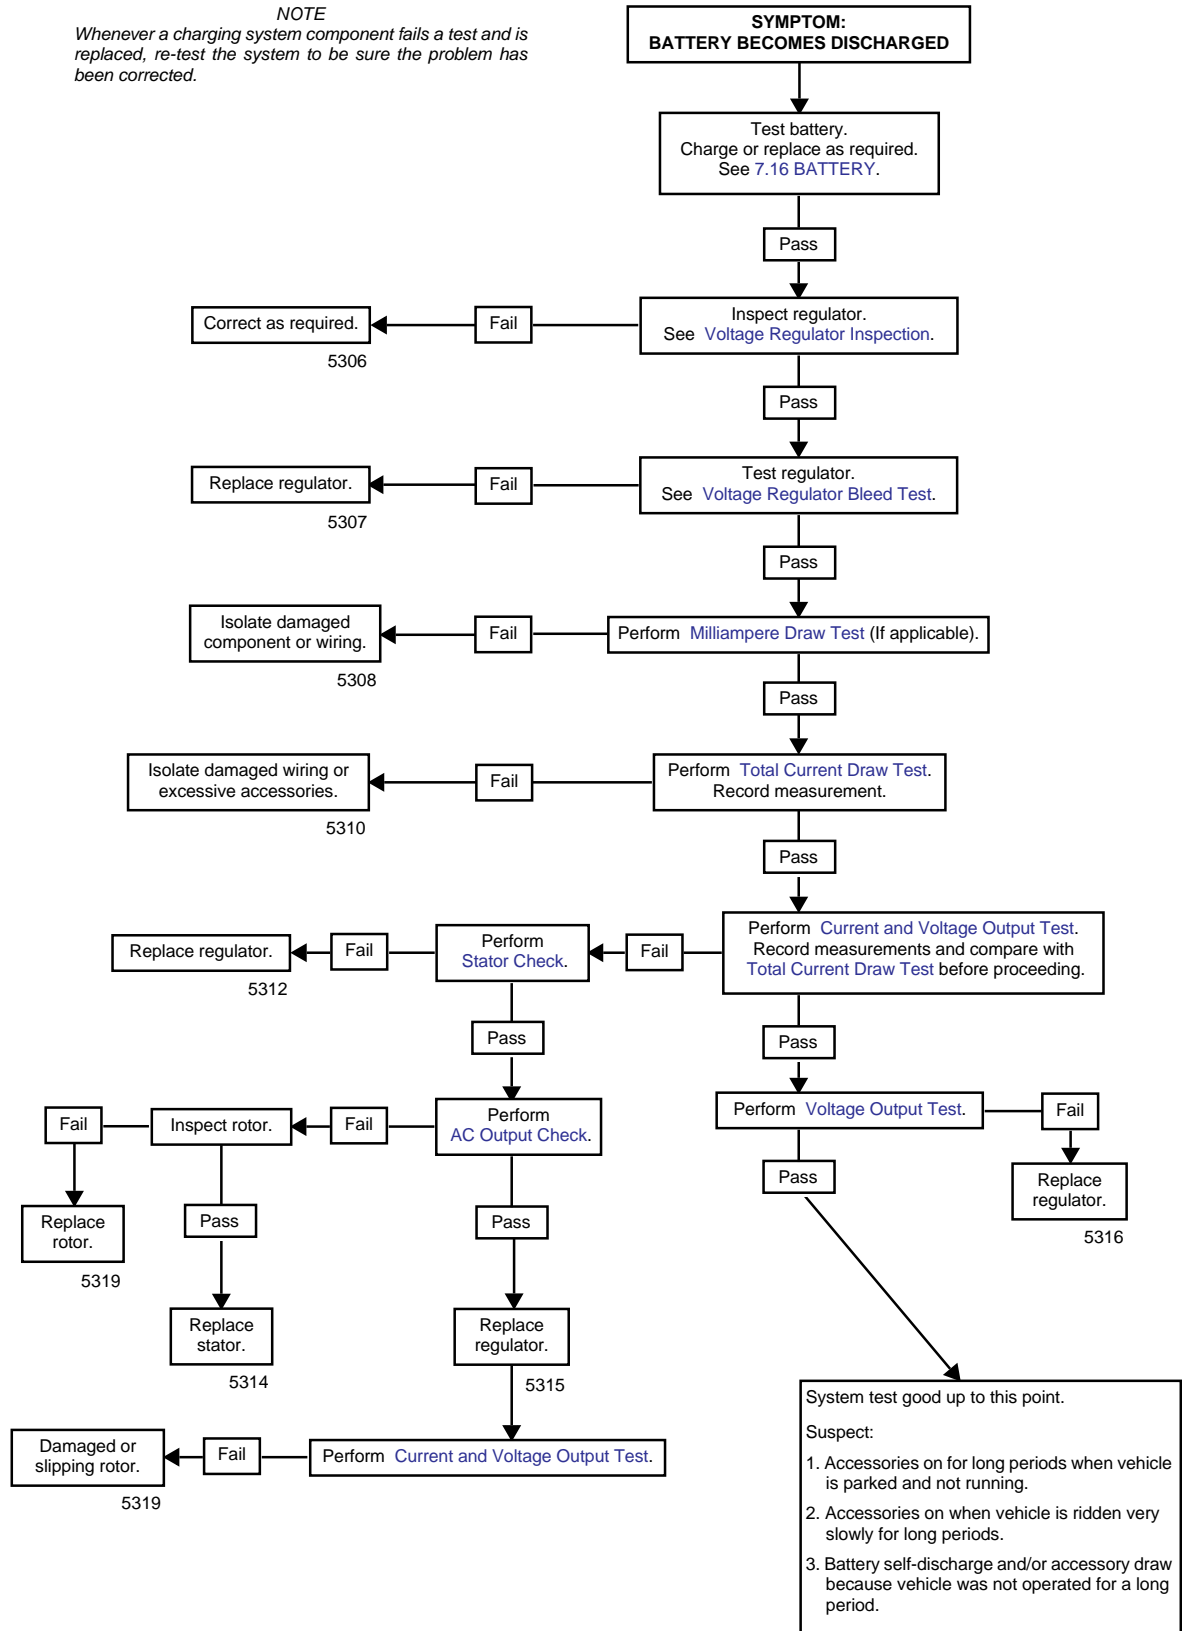 NOTE
Whenever a charging system component fails a test and is
replaced, re-test the system to be sure the problem has
been corrected.
SYMPTOM:
BATTERY BECOMES DISCHARGED
Test battery.
Charge or replace as required.
See 7.16 BATTERY.
Pass
Inspect regulator.
See Voltage Regulator Inspection.
Fail
Correct as required.
5306
Pass
Test regulator.
See Voltage Regulator Bleed Test.
Fail
Replace regulator.
5307
Pass
Perform Milliampere Draw Test (If applicable).
Fail
Isolate damaged
component or wiring.
5308
Pass
Perform Total Current Draw Test.
Record measurement.
Fail
Isolate damaged wiring or
excessive accessories.
5310
Pass
Perform Current and Voltage Output Test.
Record measurements and compare with
Total Current Draw Test before proceeding.
Fail
Perform
Stator Check.
Fail
Replace regulator.
5312
Pass
Pass
Perform Voltage Output Test.
Fail
Replace
regulator.
5316
Pass
Perform
AC Output Check.
Fail
Inspect rotor.
Fail
Replace
rotor.
5319
Pass
Replace
stator.
5314
Pass
Replace
regulator.
5315
Perform Current and Voltage Output Test.
Fail
Damaged or
slipping rotor.
5319
System test good up to this point.
Suspect:
1. Accessories on for long periods when vehicle
is parked and not running.
2. Accessories on when vehicle is ridden very
slowly for long periods.
3. Battery self-discharge and/or accessory draw
because vehicle was not operated for a long
period.